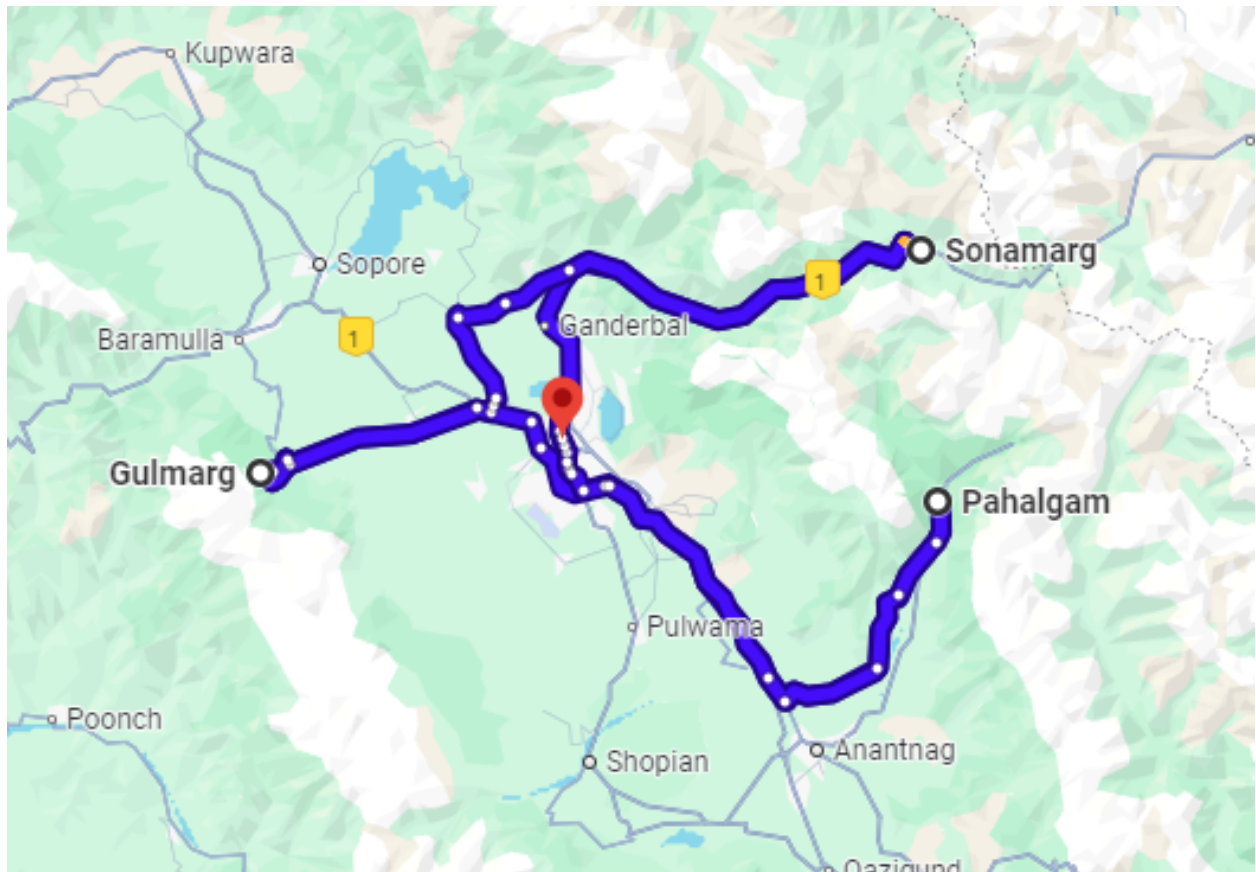 Kupwara
Sopore
Sonamarg
1
Ganderbal
Baramulla
1
Gulmarg
Pahalgam
Pulwama
Poonch
Shopian
Anantnag
Qazigund